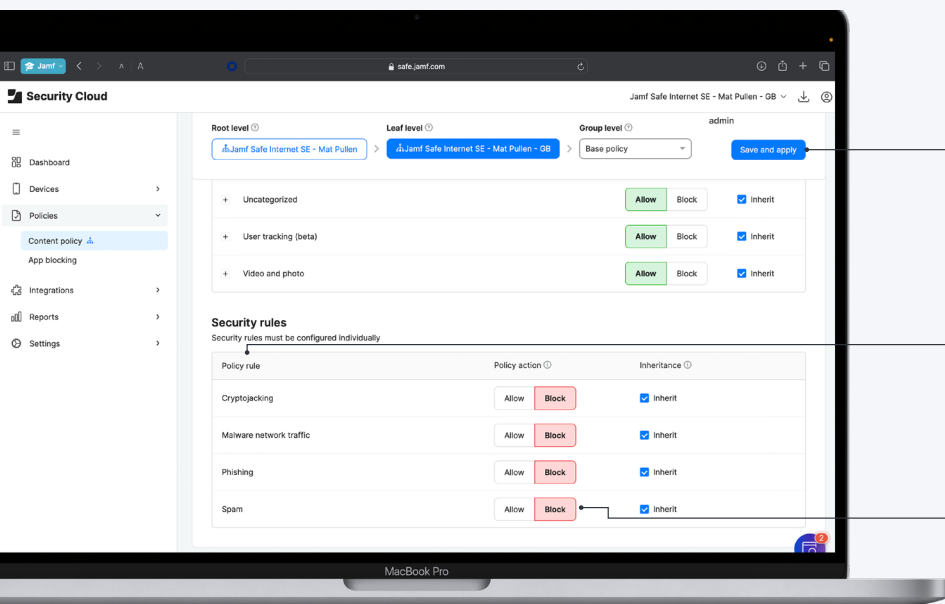 Jamf
A A
safe.jamf.com
Security Cloud
Jamf Safe Internet SE - Mat Pullen - GB
admin
Root level
Leaf level
Group level
Jamf Safe Internet SE - Mat Pullen
>
Jamf Safe Internet SE - Mat Pullen - GB
>
Base policy
Save and apply
Dashboard
Devices
Policies
Content policy
App blocking
Integrations
Reports
Settings
+ Uncategorized Allow Block Inherit
+ User tracking (beta) Allow Block Inherit
+ Video and photo Allow Block Inherit
Security rules
Security rules must be configured individually
Policy rule Policy action Inheritance
Cryptojacking Allow Block Inherit
Malware network traffic Allow Block Inherit
Phishing Allow Block Inherit
Spam Allow Block Inherit
2
MacBook Pro